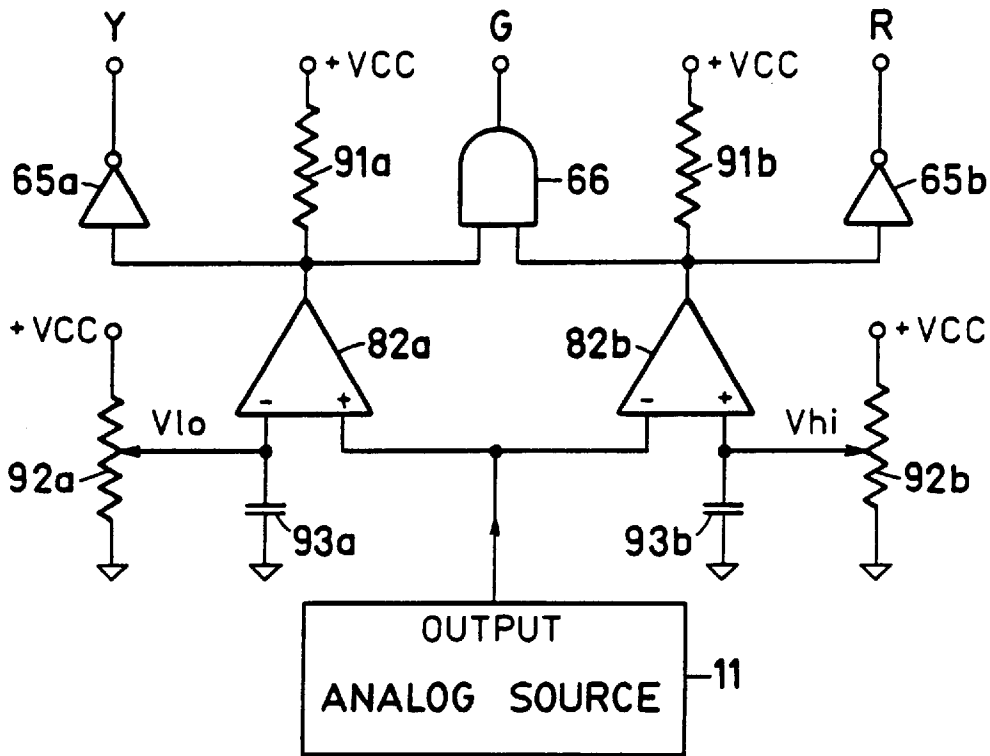 Y
G
R
+VCC
+VCC
65a
91a
66
91b
65b
+VCC
82a
82b
+VCC
- +
- +
Vlo
Vhi
92a
93a
93b
92b
OUTPUT
ANALOG SOURCE
11